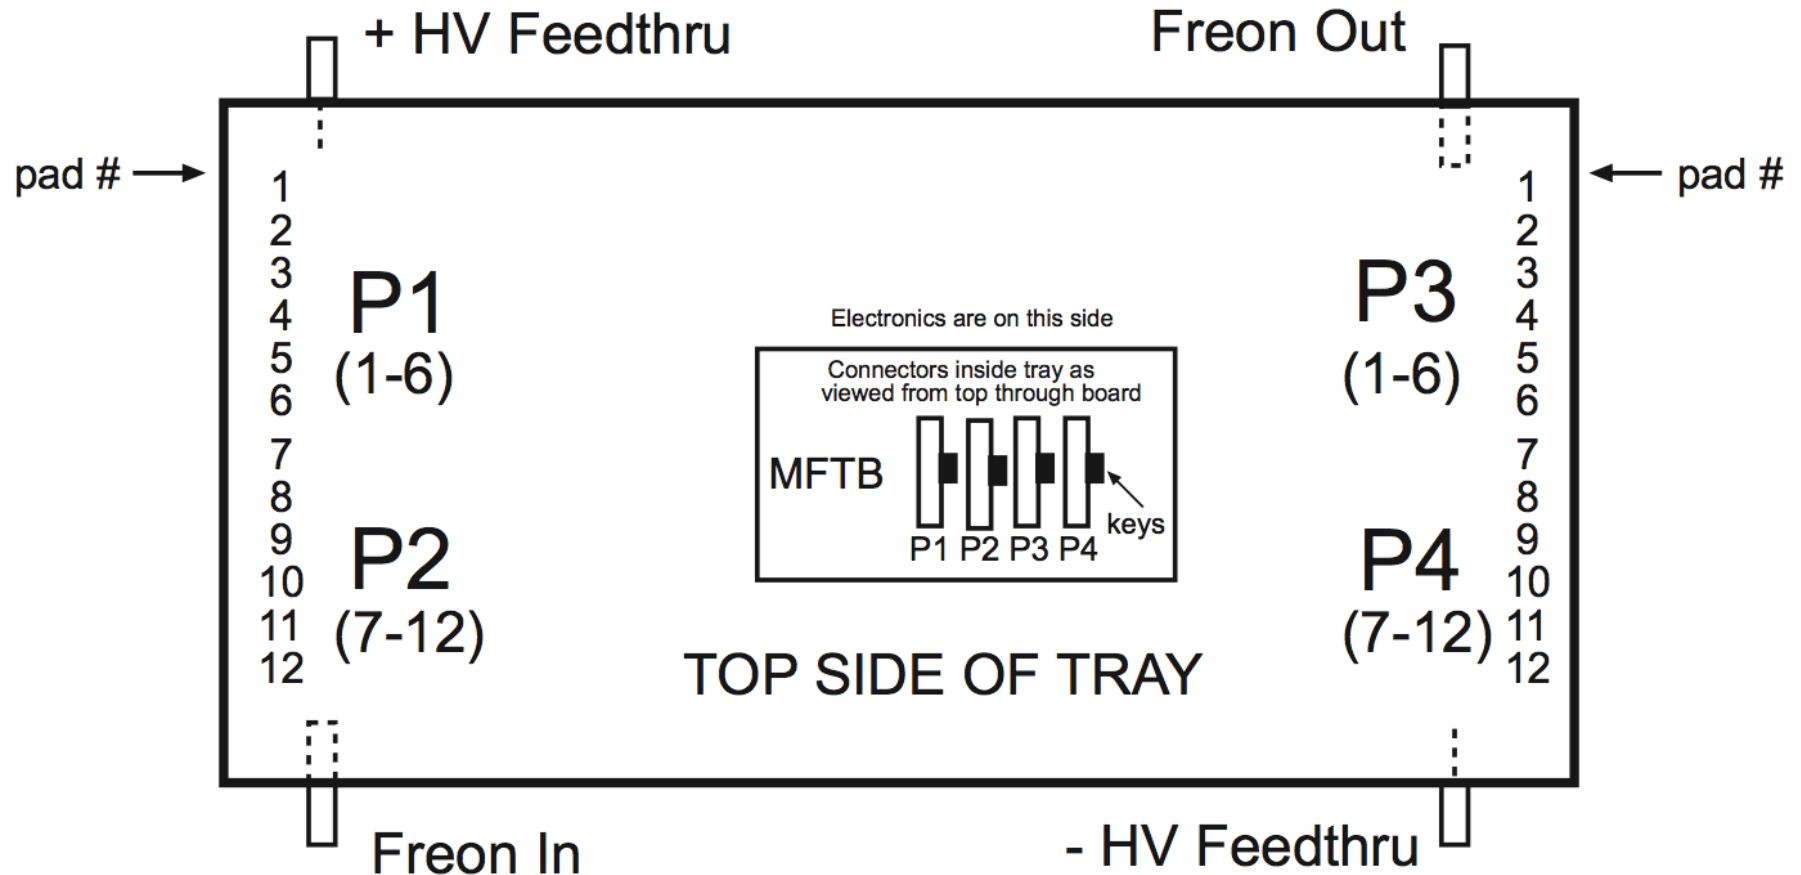 + HV Feedthru
Freon Out
pad #
pad #
1
2
3
4
5
6
7
8
9
10
11
12
P1
(1-6)
P2
(7-12)
Electronics are on this side
Connectors inside tray as
viewed from top through board
MFTB
keys
P1 P2 P3 P4
TOP SIDE OF TRAY
P3
(1-6)
P4
(7-12)
1
2
3
4
5
6
7
8
9
10
11
12
Freon In
- HV Feedthru